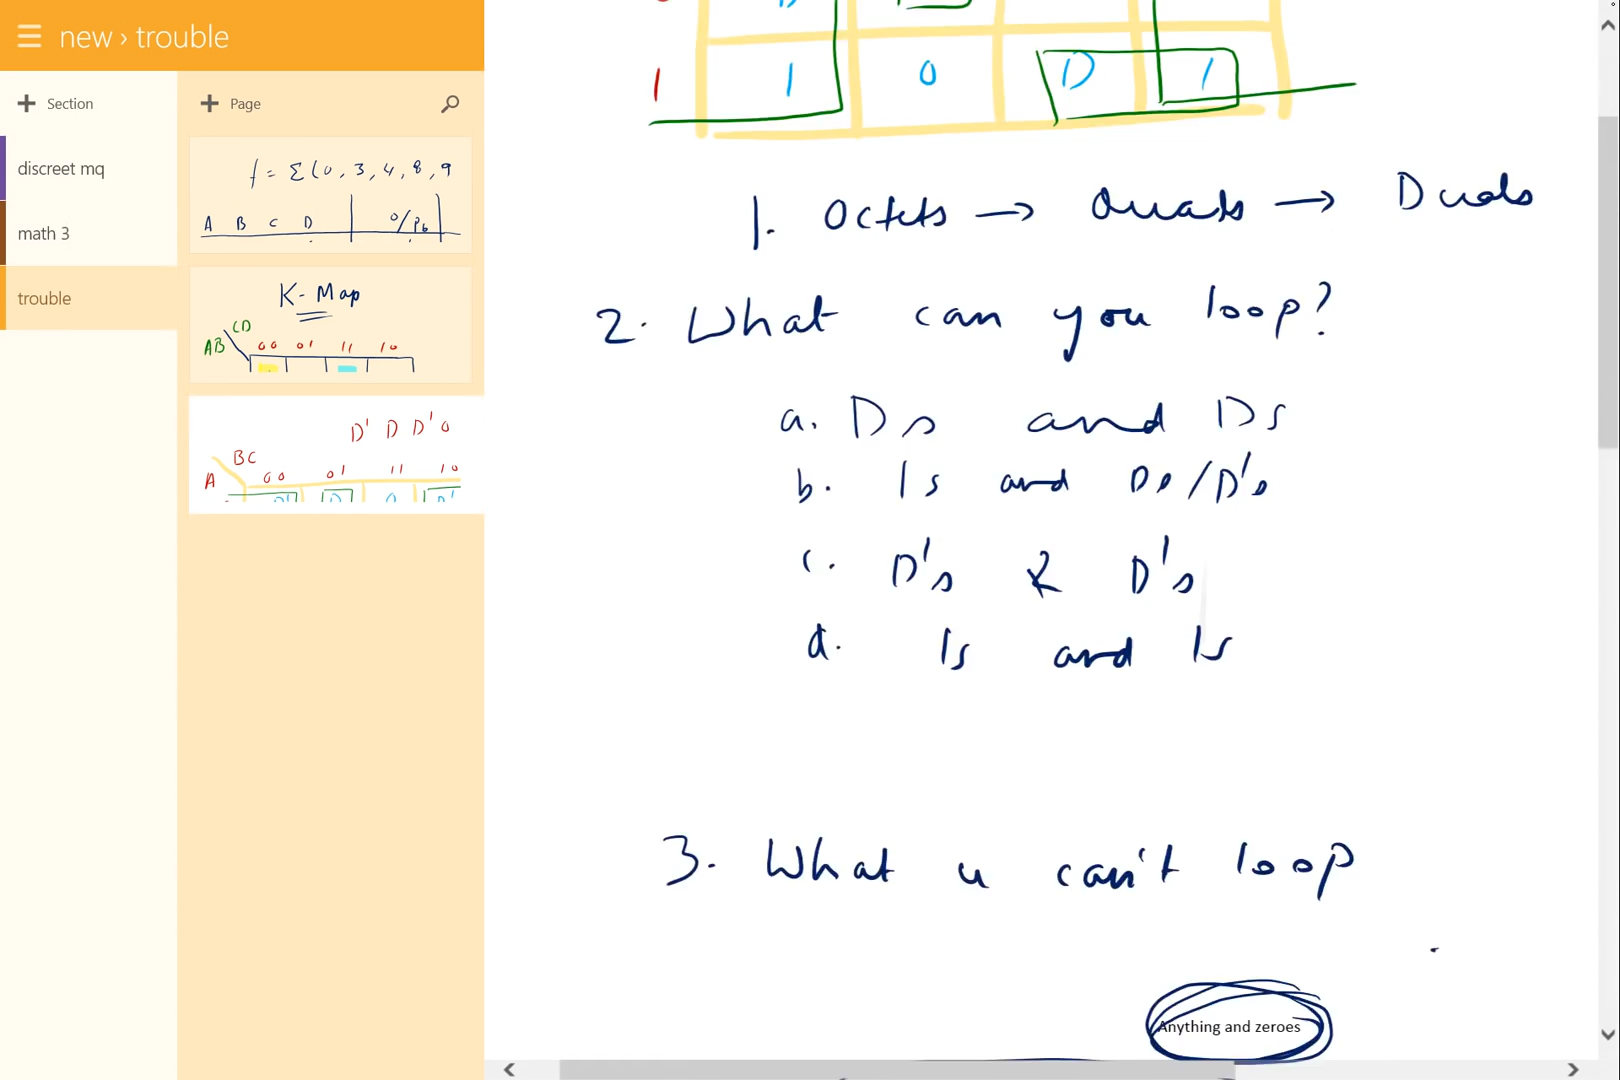 new › trouble
+ Section
+ Page
discreet mq
math 3
trouble
f = Σ(0, 3, 4, 8, 9
A B C D
K-Map
CD
AB
00 01 11 10
D' D D' 0
BC
A
00 01 11 10
D' D 0 D'
1 1 0 D 1
1. Octets → Quads → Duals
2. What can you loop?
a. Ds and Ds
b. 1s and Ds/D's
c. D's & D's
d. 1s and 1s
3. What u can't loop
Anything and zeroes